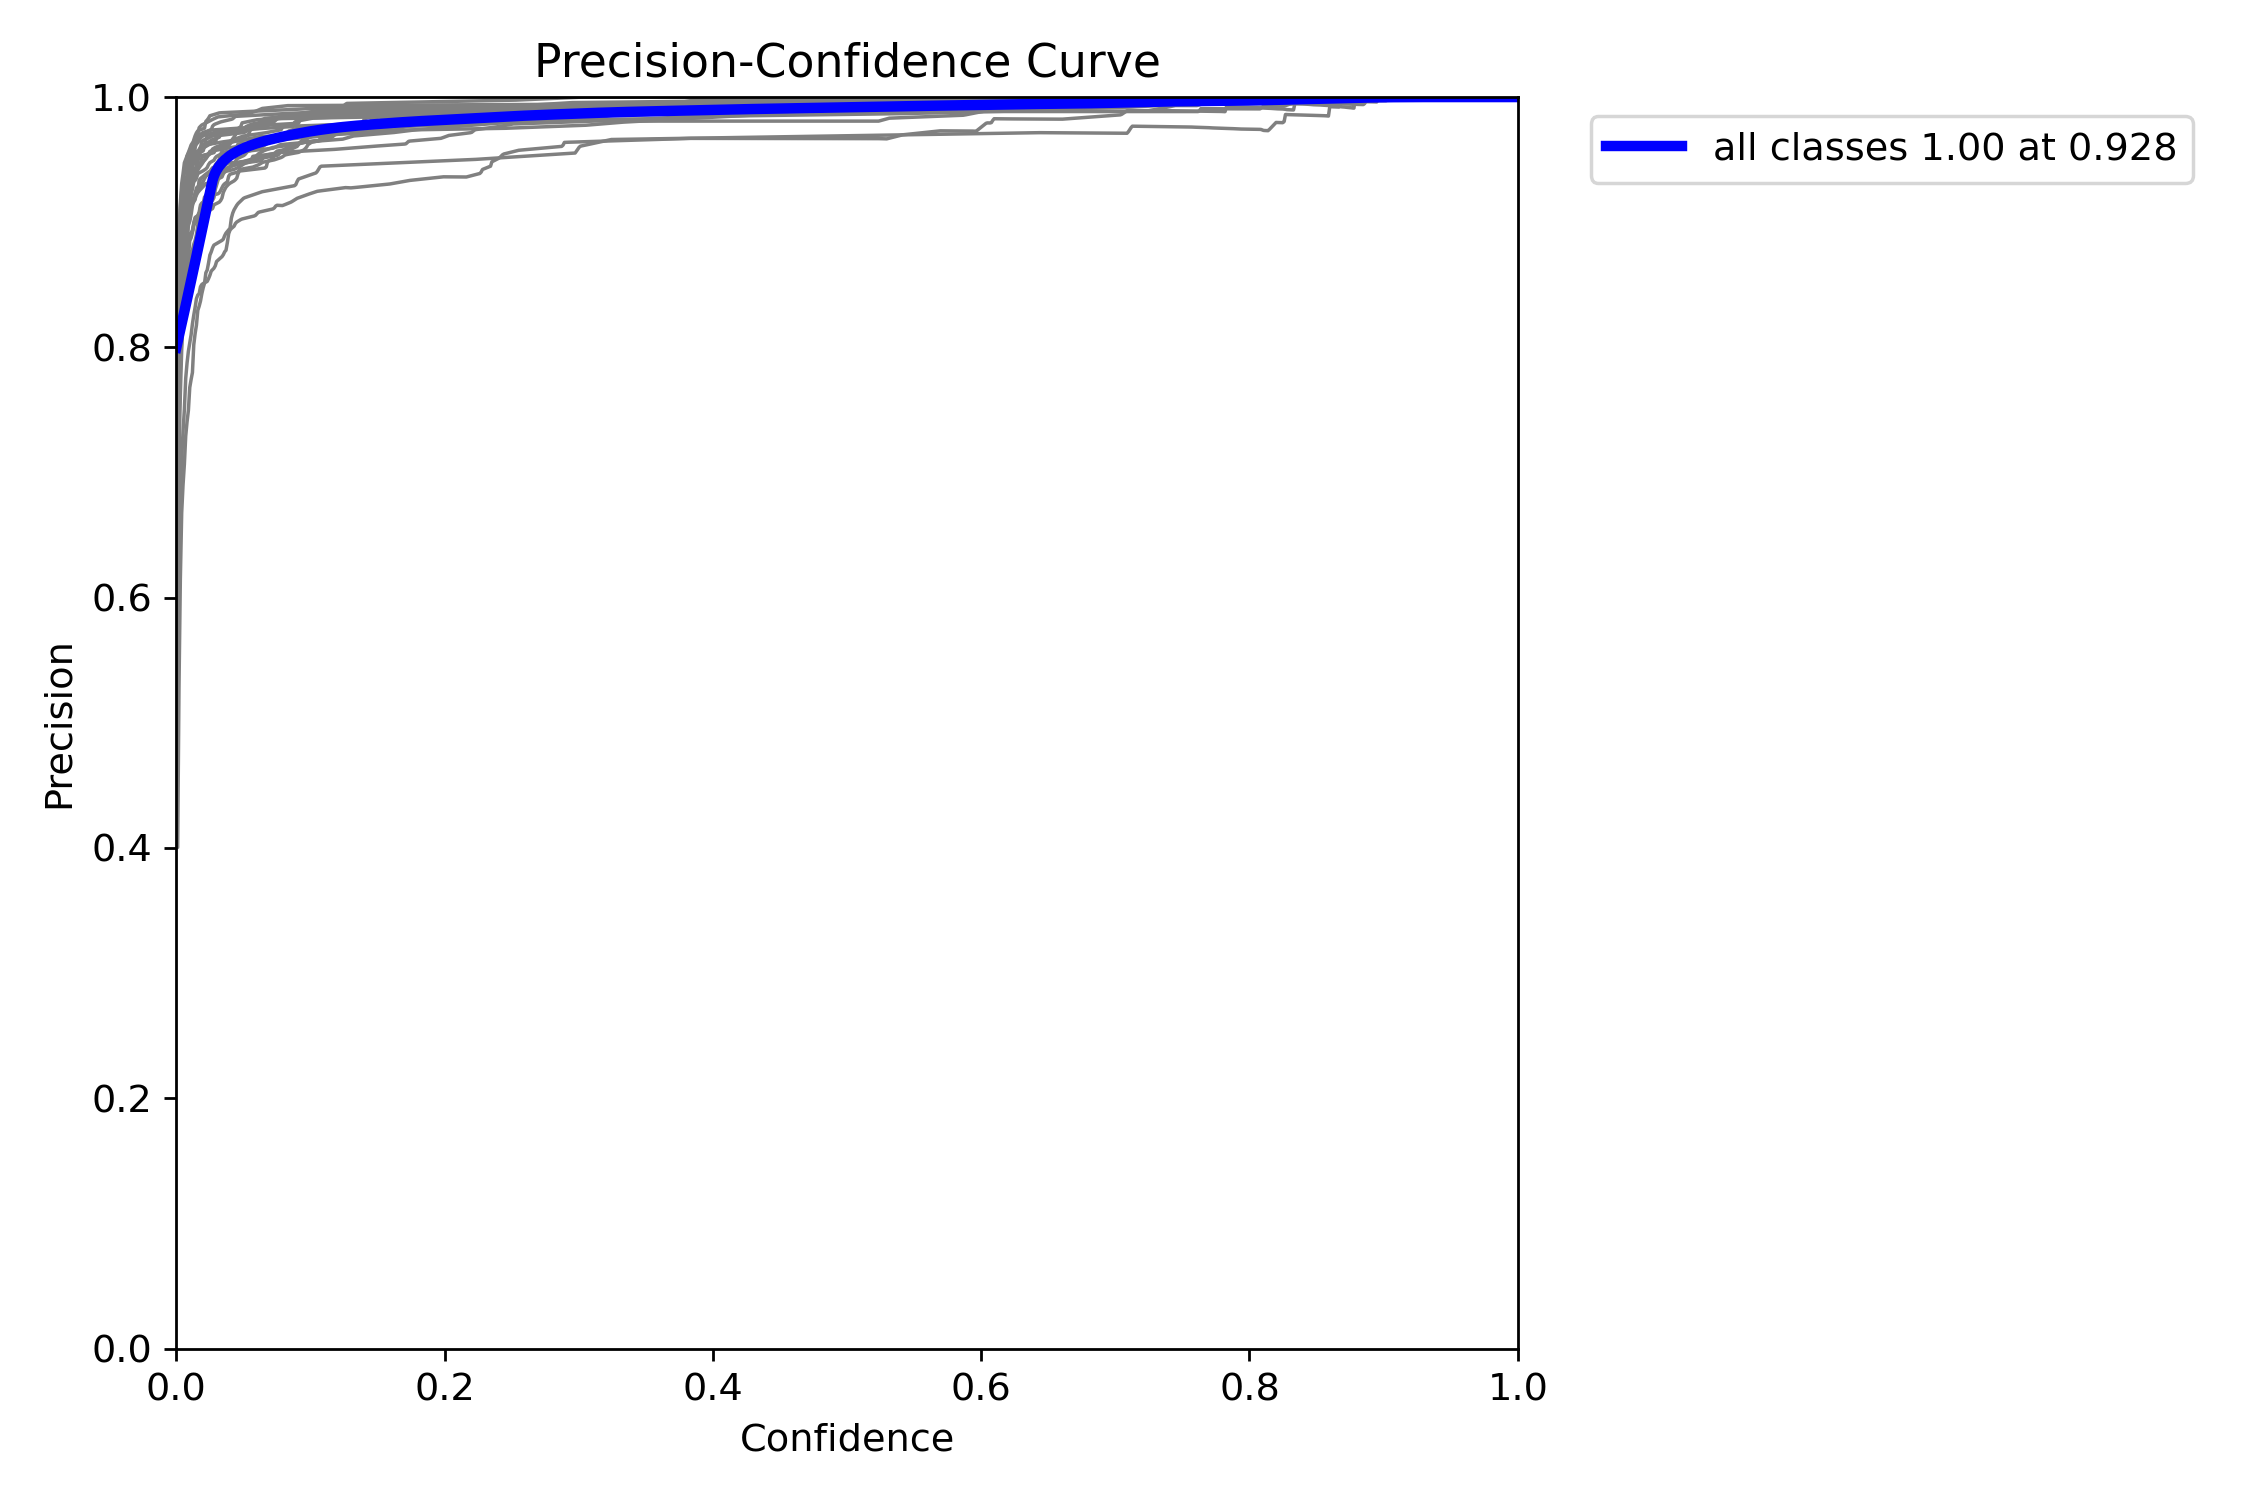 Precision-Confidence Curve
all classes 1.00 at 0.928
Precision
1.0
0.8
0.6
0.4
0.2
0.0
0.0 0.2 0.4 0.6 0.8 1.0
Confidence